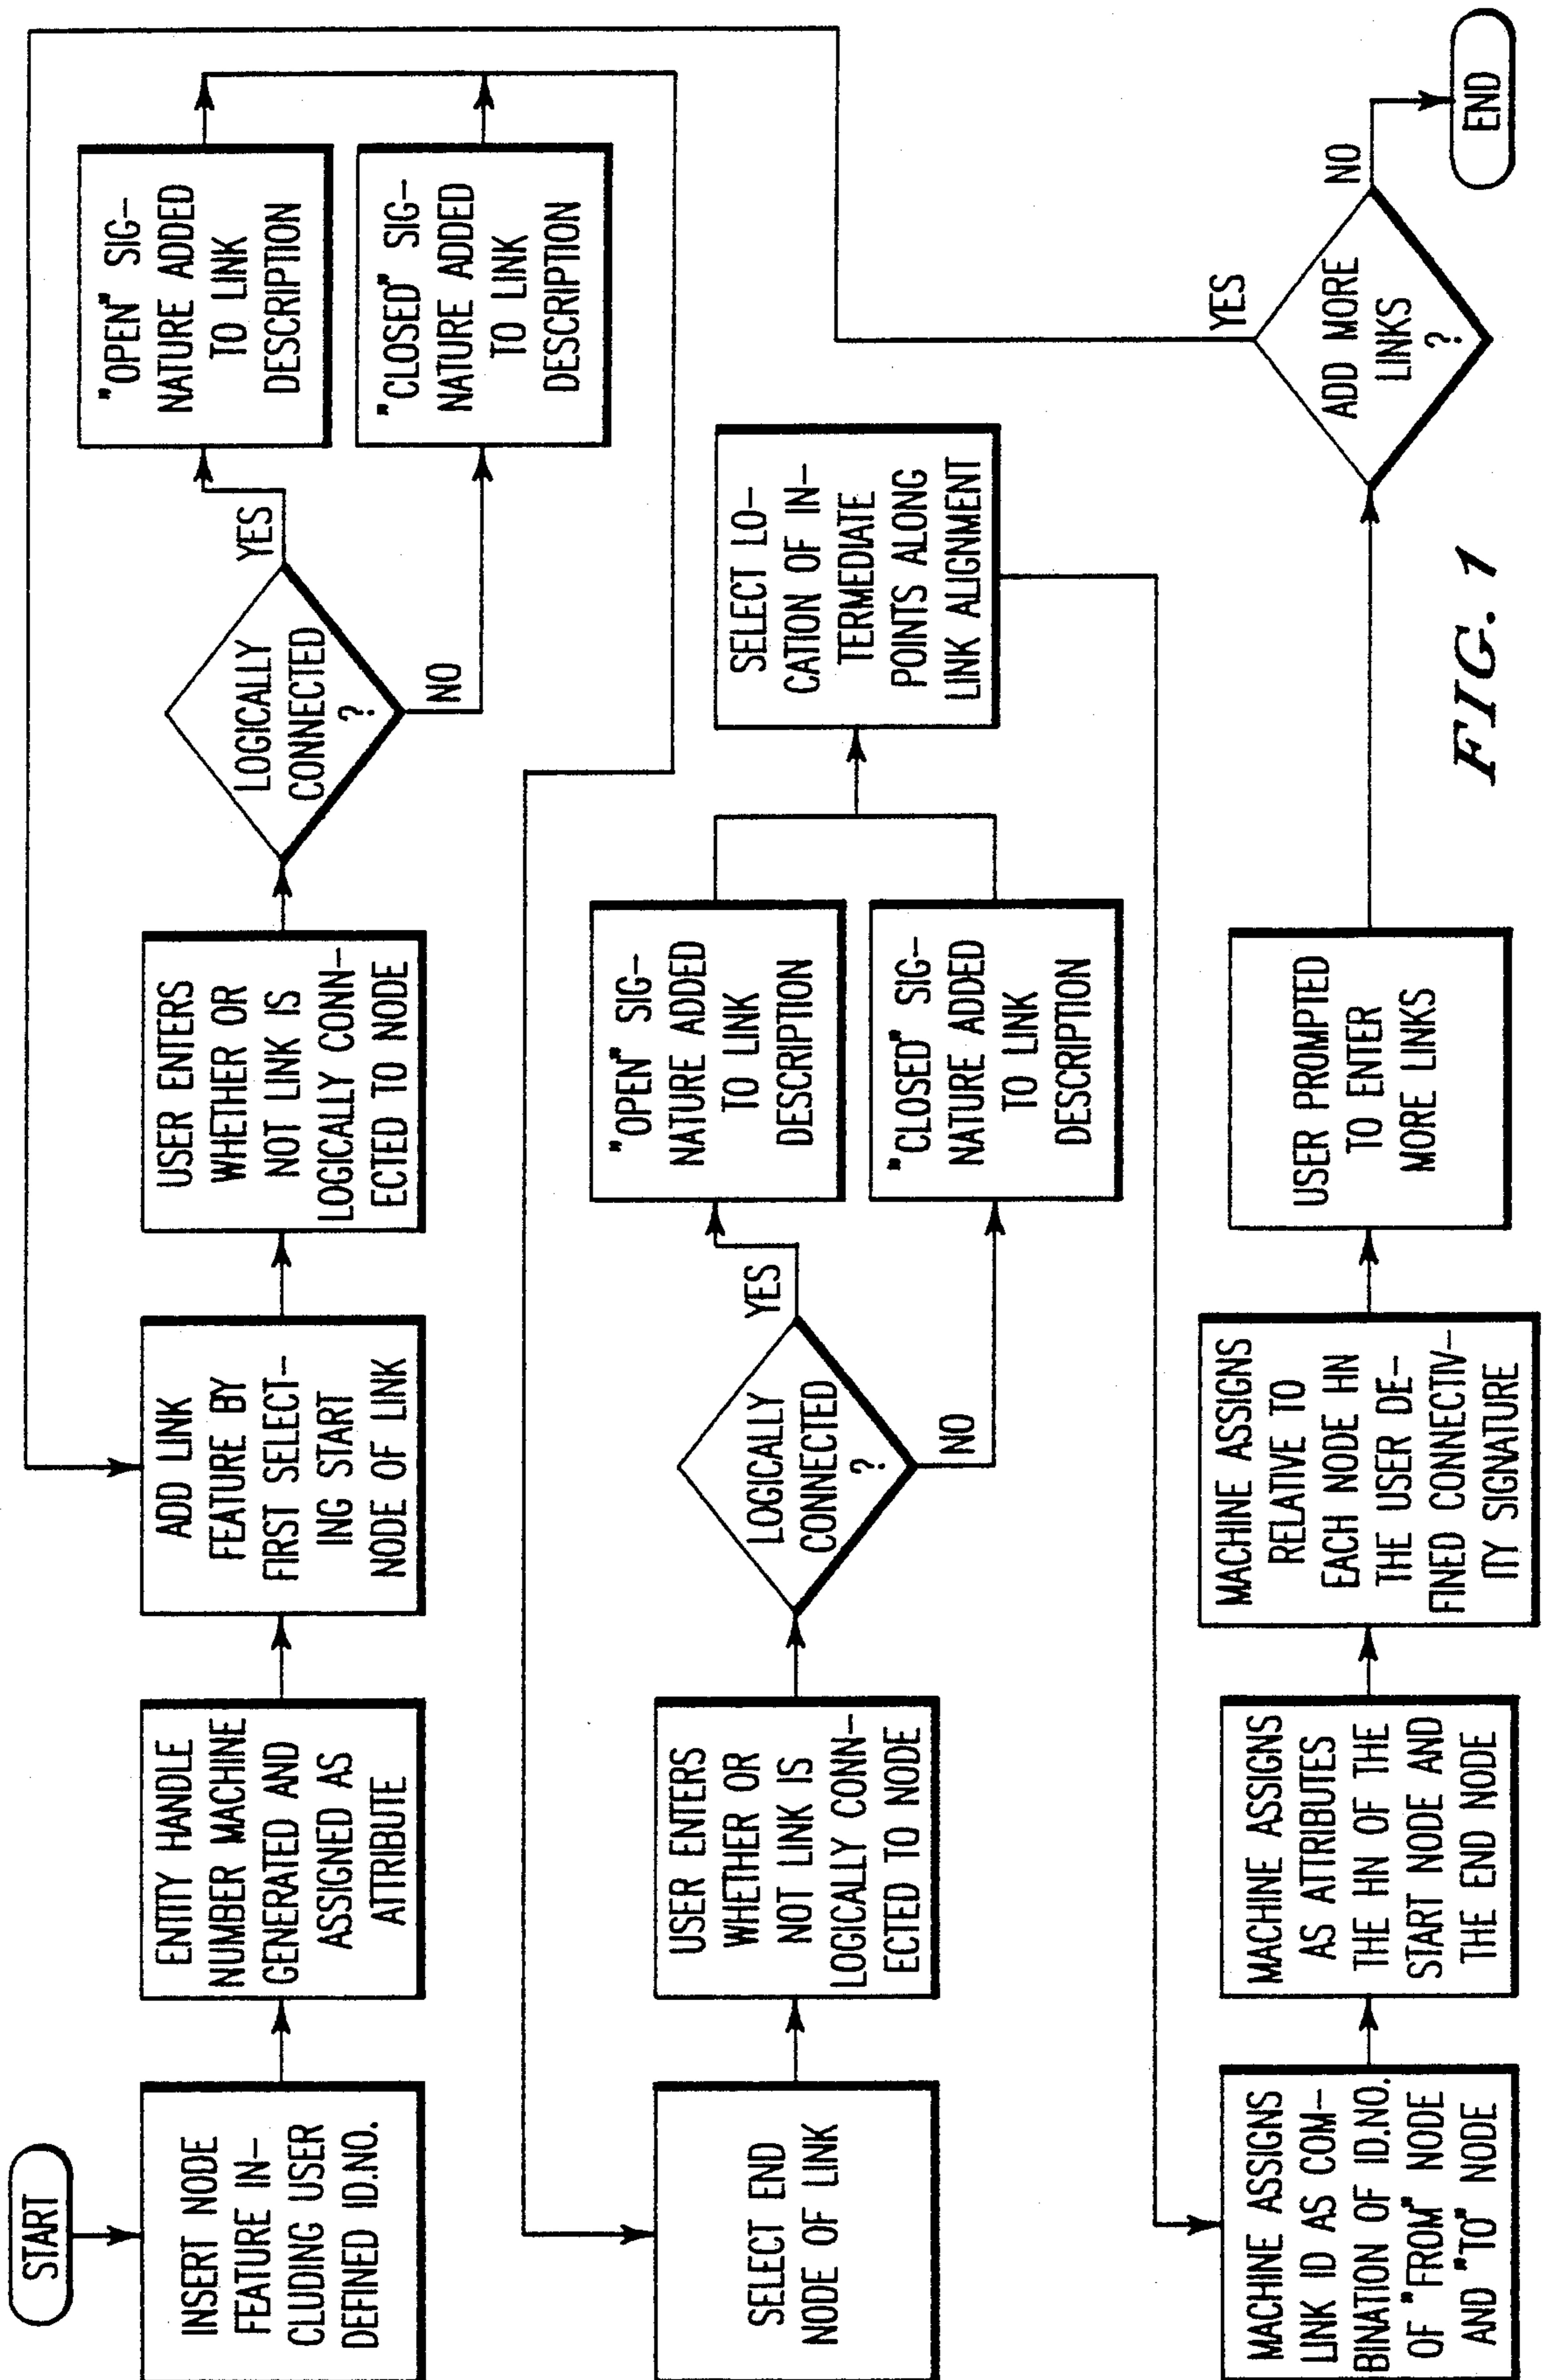 START
INSERT NODE
FEATURE IN-
CLUDING USER
DEFINED ID.NO.
ENTITY HANDLE
NUMBER MACHINE
GENERATED AND
ASSIGNED AS
ATTRIBUTE
ADD LINK
FEATURE BY
FIRST SELECT-
ING START
NODE OF LINK
USER ENTERS
WHETHER OR
NOT LINK IS
LOGICALLY CONN-
ECTED TO NODE
LOGICALLY
CONNECTED
?
YES
NO
"OPEN" SIG-
NATURE ADDED
TO LINK
DESCRIPTION
"CLOSED" SIG-
NATURE ADDED
TO LINK
DESCRIPTION
SELECT END
NODE OF LINK
USER ENTERS
WHETHER OR
NOT LINK IS
LOGICALLY CONN-
ECTED TO NODE
LOGICALLY
CONNECTED
?
YES
NO
"OPEN" SIG-
NATURE ADDED
TO LINK
DESCRIPTION
"CLOSED" SIG-
NATURE ADDED
TO LINK
DESCRIPTION
SELECT LO-
CATION OF IN-
TERMEDIATE
POINTS ALONG
LINK ALIGNMENT
MACHINE ASSIGNS
LINK ID AS COM-
BINATION OF ID.NO.
OF "FROM" NODE
AND "TO" NODE
MACHINE ASSIGNS
AS ATTRIBUTES
THE HN OF THE
START NODE AND
THE END NODE
MACHINE ASSIGNS
RELATIVE TO
EACH NODE HN
THE USER DE-
FINED CONNECTIV-
ITY SIGNATURE
USER PROMPTED
TO ENTER
MORE LINKS
ADD MORE
LINKS
?
YES
NO
END
FIG. 1